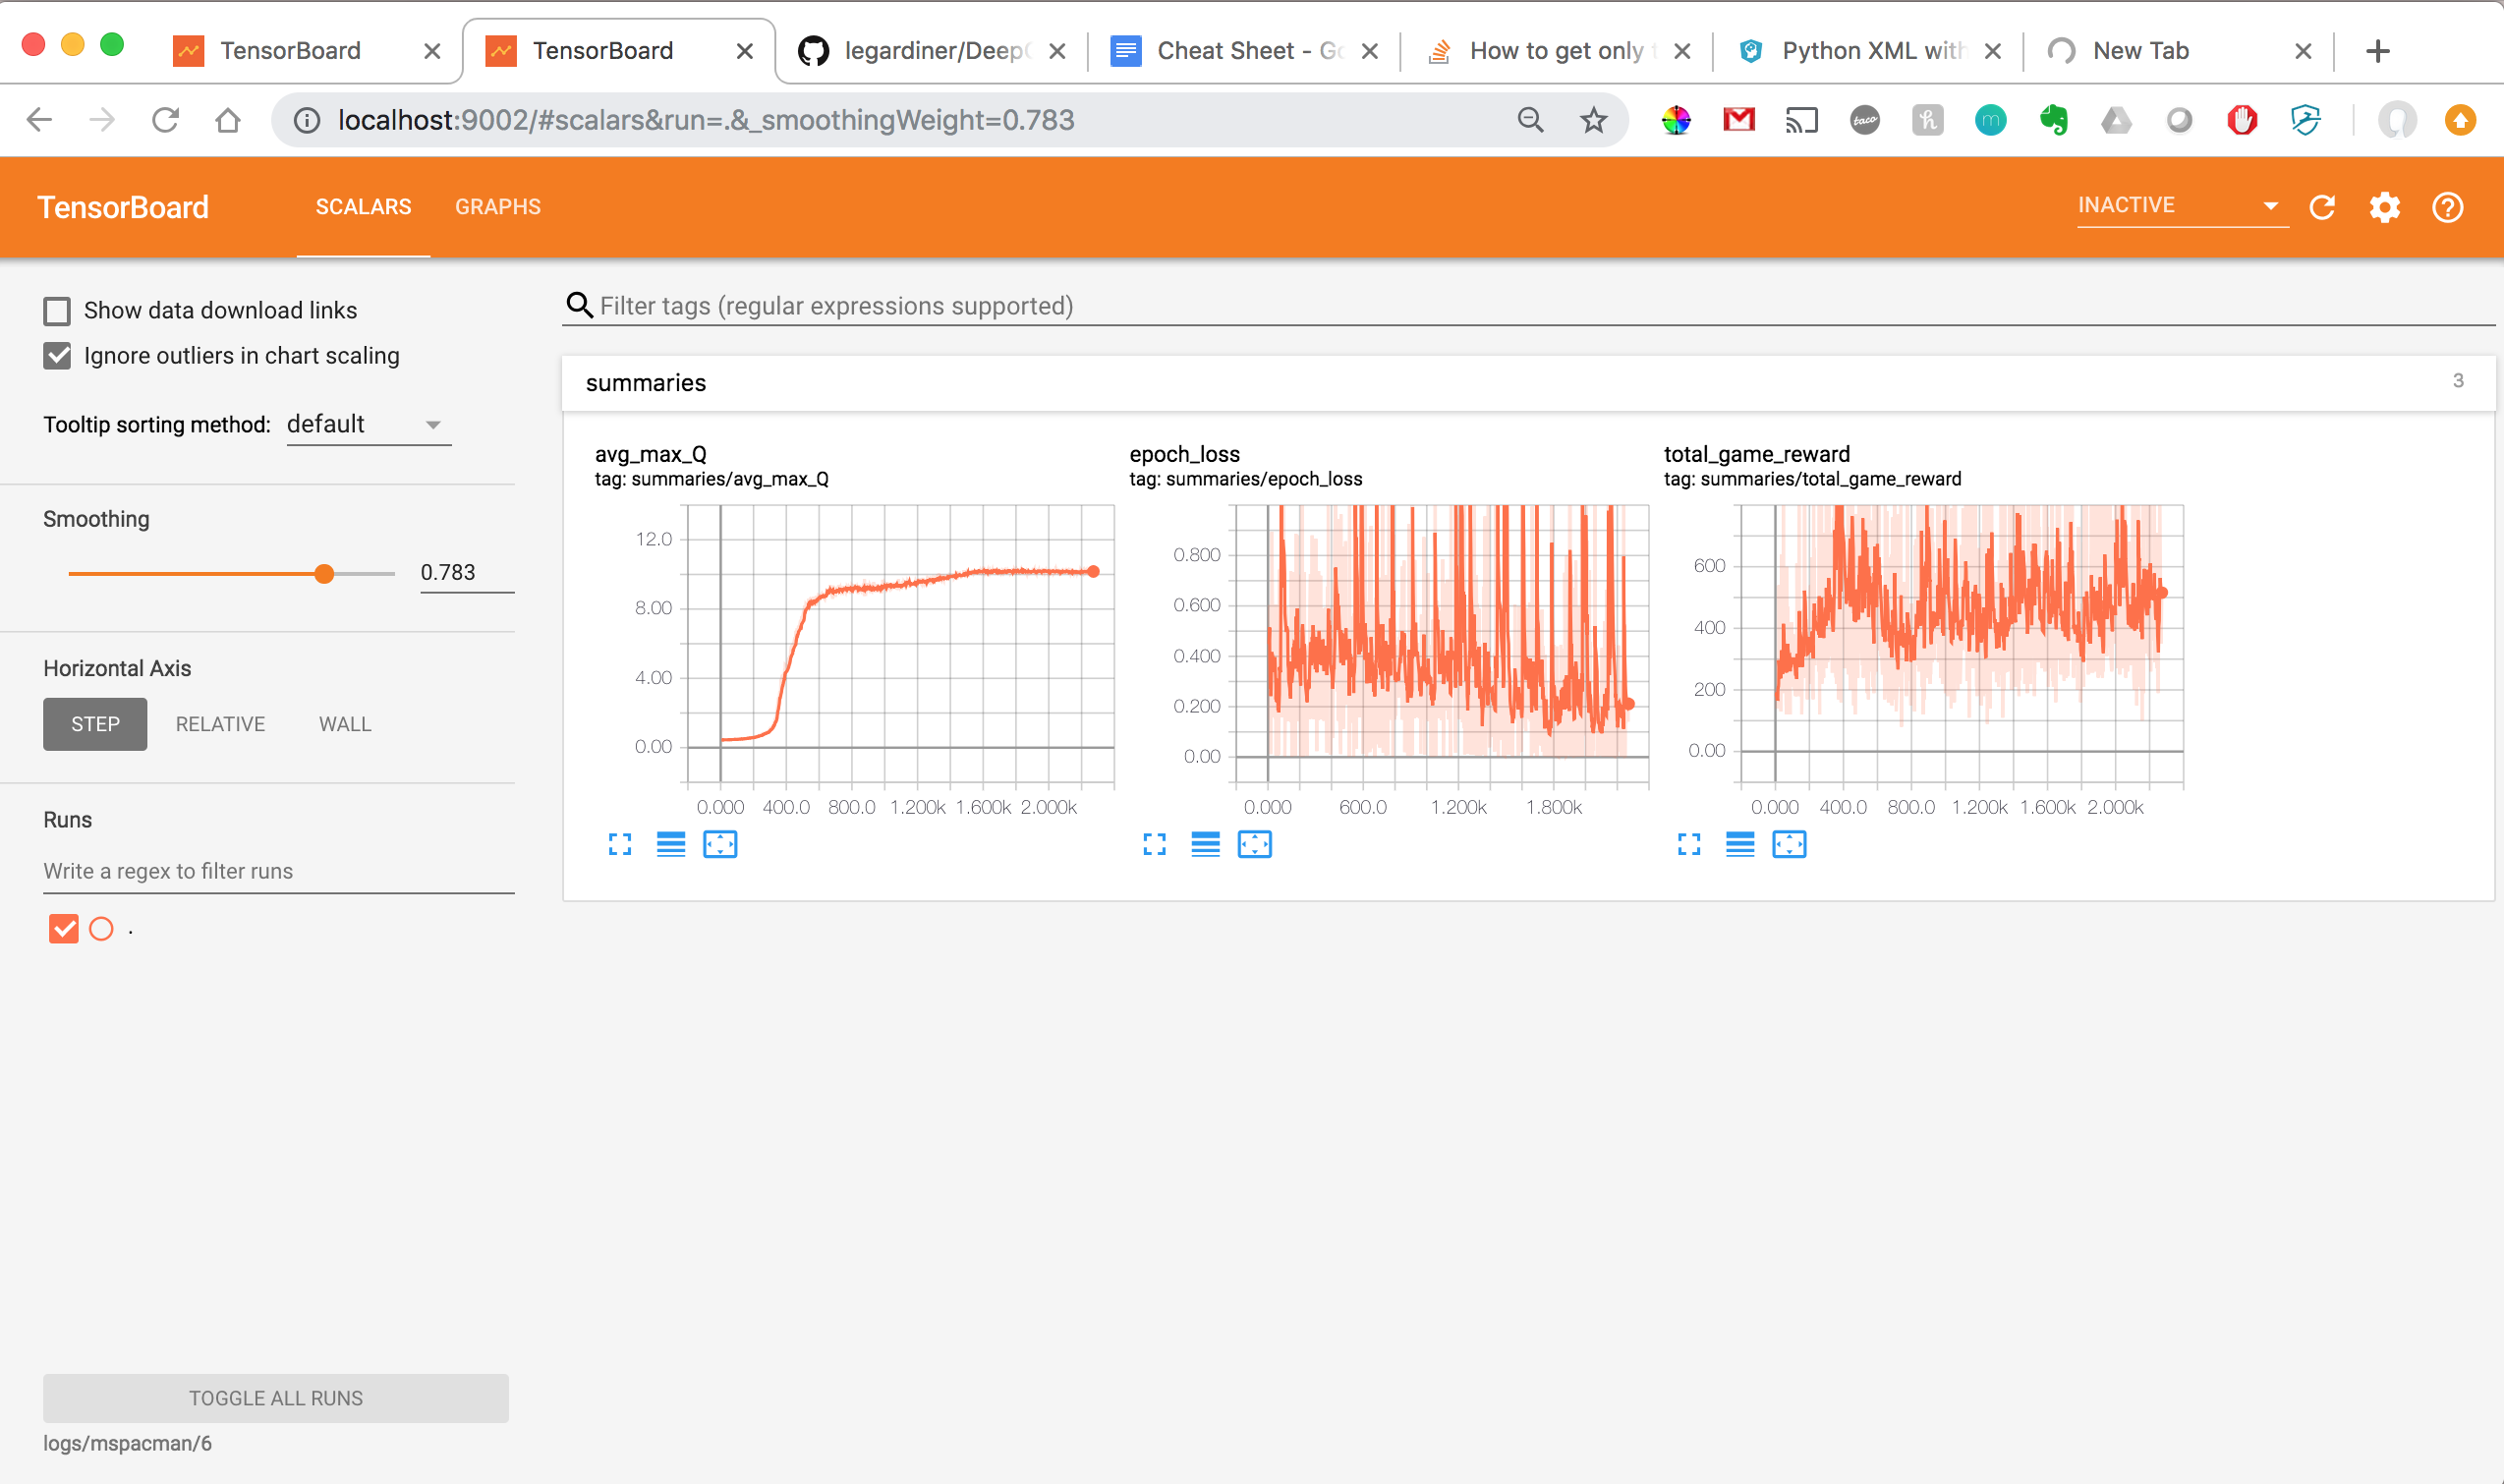 TensorBoard
TensorBoard
legardiner/Deep
Cheat Sheet - Go
How to get only
Python XML with
New Tab
localhost:9002/#scalars&run=.&_smoothingWeight=0.783
taco
h
m
TensorBoard
SCALARS
GRAPHS
INACTIVE
Show data download links
Ignore outliers in chart scaling
Tooltip sorting method: default
Smoothing
0.783
Horizontal Axis
STEP
RELATIVE
WALL
Runs
Write a regex to filter runs
.
TOGGLE ALL RUNS
logs/mspacman/6
Filter tags (regular expressions supported)
summaries
3
avg_max_Q
tag: summaries/avg_max_Q
12.0
8.00
4.00
0.00
0.000 400.0 800.0 1.200k 1.600k 2.000k
epoch_loss
tag: summaries/epoch_loss
0.800
0.600
0.400
0.200
0.00
0.000 600.0 1.200k 1.800k
total_game_reward
tag: summaries/total_game_reward
600
400
200
0.00
0.000 400.0 800.0 1.200k 1.600k 2.000k